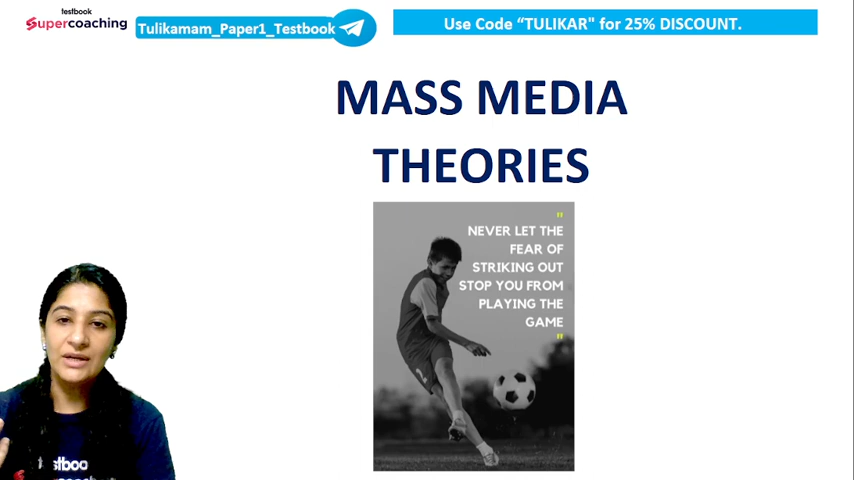 testbook
Supercoaching
Tulikamam_Paper1_Testbook
Use Code “TULIKAR" for 25% DISCOUNT.
MASS MEDIA
THEORIES
"
NEVER LET THE
FEAR OF
STRIKING OUT
STOP YOU FROM
PLAYING THE
GAME
"